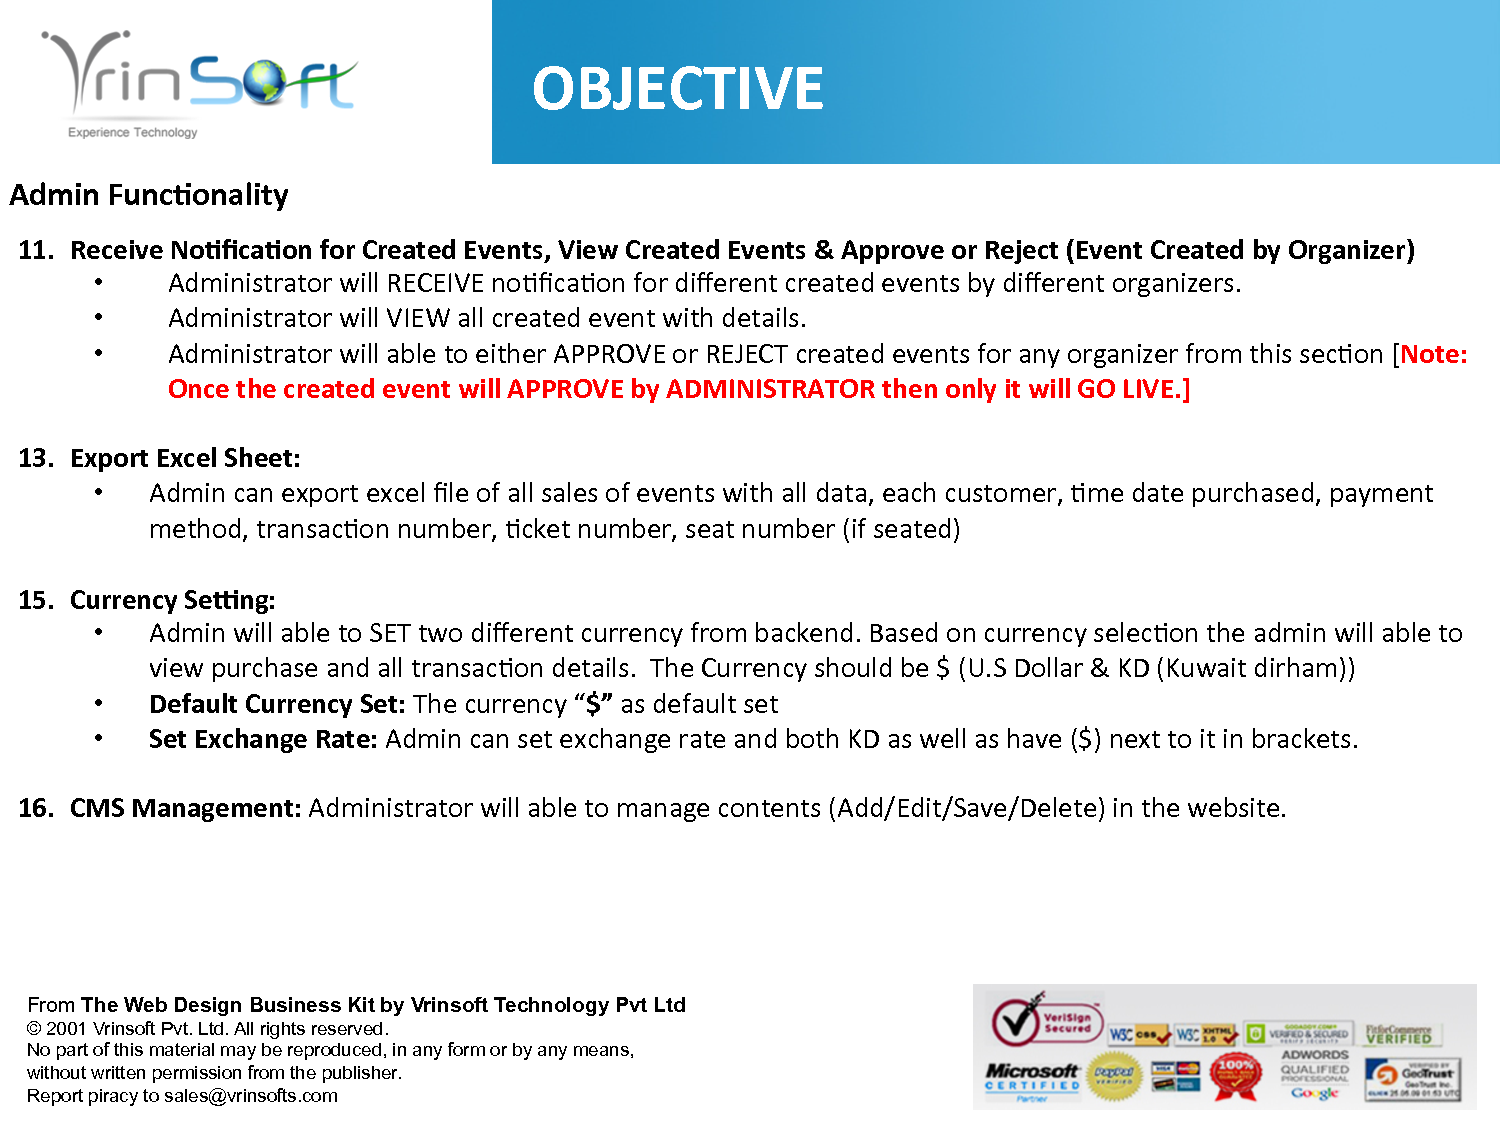 VrinSoft
Experience Technology
OBJECTIVE
Admin Functionality
11. Receive Notification for Created Events, View Created Events & Approve or Reject (Event Created by Organizer)
• Administrator will RECEIVE notification for different created events by different organizers.
• Administrator will VIEW all created event with details.
• Administrator will able to either APPROVE or REJECT created events for any organizer from this section [Note:
Once the created event will APPROVE by ADMINISTRATOR then only it will GO LIVE.]
13. Export Excel Sheet:
• Admin can export excel file of all sales of events with all data, each customer, time date purchased, payment
method, transaction number, ticket number, seat number (if seated)
15. Currency Setting:
• Admin will able to SET two different currency from backend. Based on currency selection the admin will able to
view purchase and all transaction details. The Currency should be $ (U.S Dollar & KD (Kuwait dirham))
• Default Currency Set: The currency “$” as default set
• Set Exchange Rate: Admin can set exchange rate and both KD as well as have ($) next to it in brackets.
16. CMS Management: Administrator will able to manage contents (Add/Edit/Save/Delete) in the website.
From The Web Design Business Kit by Vrinsoft Technology Pvt Ltd
© 2001 Vrinsoft Pvt. Ltd. All rights reserved.
No part of this material may be reproduced, in any form or by any means,
without written permission from the publisher.
Report piracy to sales@vrinsofts.com
VeriSign
Secured
W3C CSS
W3C XHTML 1.0
VERIFIED & SECURED
FitforCommerce
VERIFIED
Microsoft
CERTIFIED
Partner
PayPal
VERIFIED
100%
ADWORDS
QUALIFIED
PROFESSIONAL
Google
VERIFIED BY
GeoTrust
GeoTrust Inc.